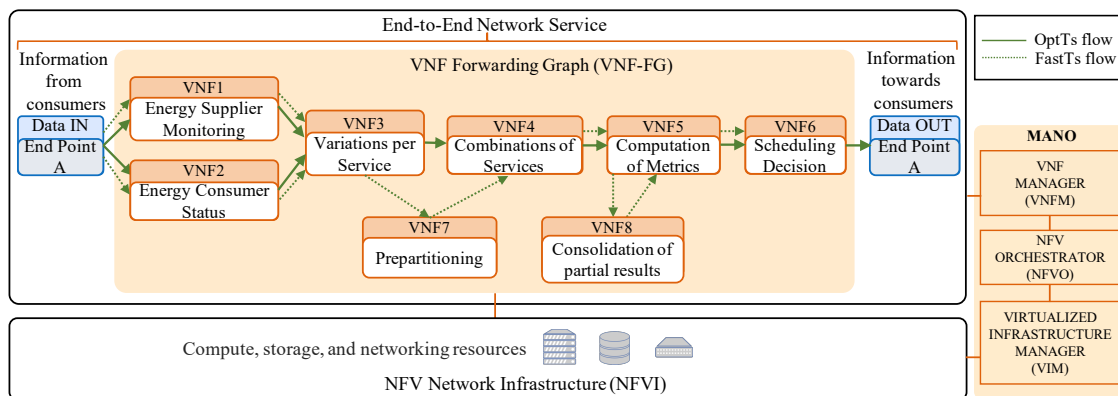 End-to-End Network Service
Information
from
consumers
Data IN
End Point
A
VNF Forwarding Graph (VNF-FG)
VNF1
Energy Supplier
Monitoring
VNF2
Energy Consumer
Status
VNF3
Variations per
Service
VNF4
Combinations of
Services
VNF5
Computation
of Metrics
VNF6
Scheduling
Decision
VNF7
Prepartitioning
VNF8
Consolidation of
partial results
Information
towards
consumers
Data OUT
End Point
A
OptTs flow
FastTs flow
MANO
VNF
MANAGER
(VNFM)
NFV
ORCHESTRATOR
(NFVO)
VIRTUALIZED
INFRASTRUCTURE
MANAGER
(VIM)
Compute, storage, and networking resources
NFV Network Infrastructure (NFVI)